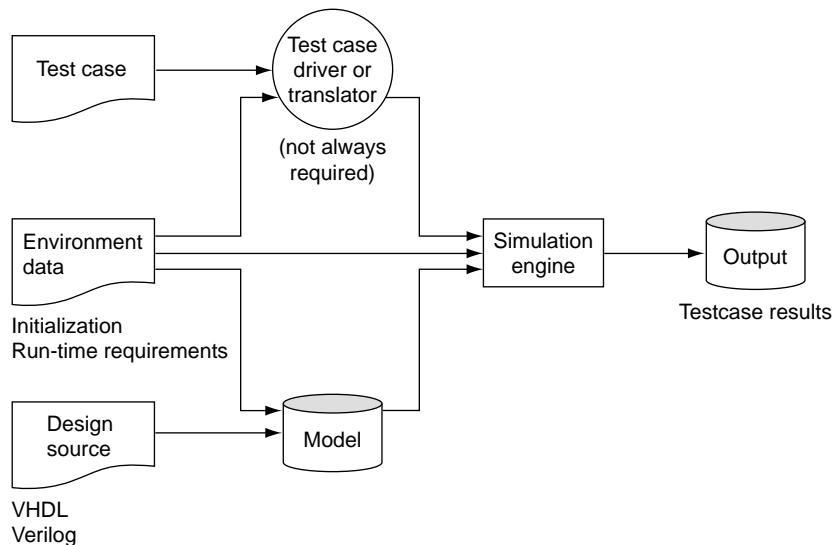 Test case
Test case
driver or
translator
(not always
required)
Environment
data
Initialization
Run-time requirements
Simulation
engine
Output
Testcase results
Design
source
VHDL
Verilog
Model